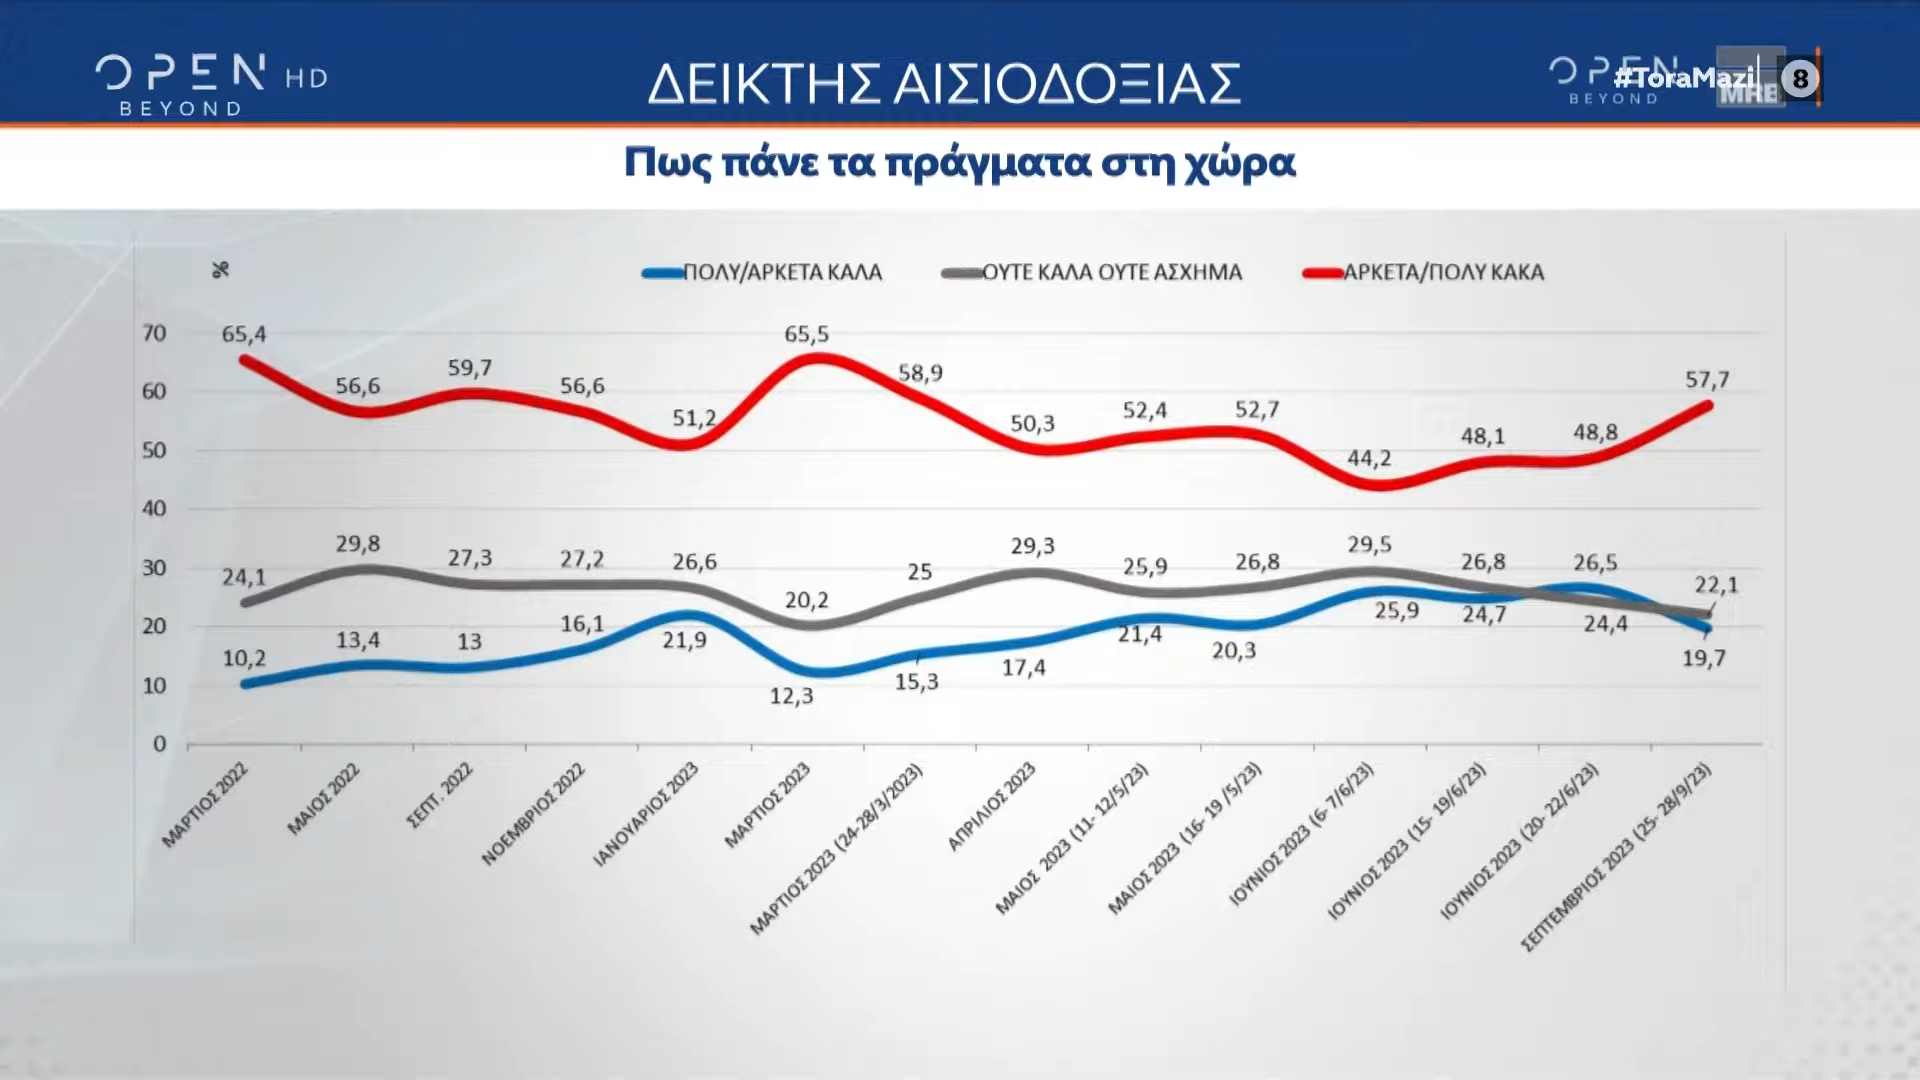 OPEN HD
BEYOND
ΔΕΙΚΤΗΣ ΑΙΣΙΟΔΟΞΙΑΣ
OPEN
BEYOND
#ToraMazi
MRB
8
Πως πάνε τα πράγματα στη χώρα
%
ΠΟΛΥ/ΑΡΚΕΤΑ ΚΑΛΑ
ΟΥΤΕ ΚΑΛΑ ΟΥΤΕ ΑΣΧΗΜΑ
ΑΡΚΕΤΑ/ΠΟΛΥ ΚΑΚΑ
70
60
50
40
30
20
10
0
65,4
56,6
59,7
56,6
51,2
65,5
58,9
50,3
52,4
52,7
44,2
48,1
48,8
57,7
24,1
29,8
27,3
27,2
26,6
20,2
25
29,3
25,9
26,8
29,5
26,8
26,5
22,1
10,2
13,4
13
16,1
21,9
12,3
15,3
17,4
21,4
20,3
25,9
24,7
24,4
19,7
ΜΑΡΤΙΟΣ 2022
ΜΑΙΟΣ 2022
ΣΕΠΤ. 2022
ΝΟΕΜΒΡΙΟΣ 2022
ΙΑΝΟΥΑΡΙΟΣ 2023
ΜΑΡΤΙΟΣ 2023
ΜΑΡΤΙΟΣ 2023 (24-28/3/2023)
ΑΠΡΙΛΙΟΣ 2023
ΜΑΙΟΣ 2023 (11- 12/5/23)
ΜΑΙΟΣ 2023 (16- 19 /5/23)
ΙΟΥΝΙΟΣ 2023 (6- 7/6/23)
ΙΟΥΝΙΟΣ 2023 (15- 19/6/23)
ΙΟΥΝΙΟΣ 2023 (20- 22/6/23)
ΣΕΠΤΕΜΒΡΙΟΣ 2023 (25- 28/9/23)